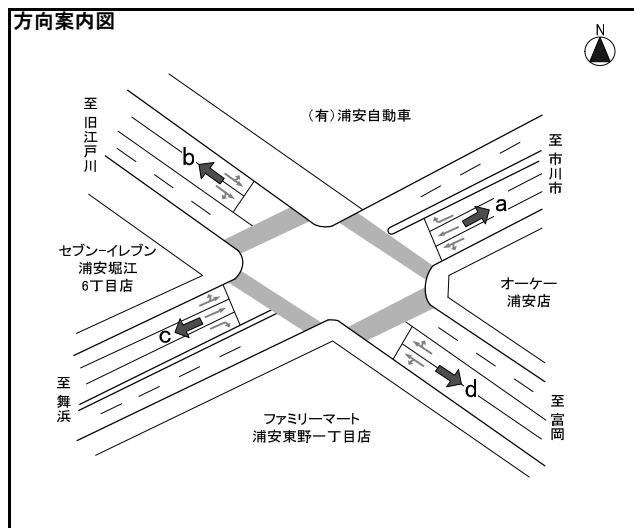 方向案内図
N
(有)浦安自動車
至旧江戸川
至市川市
b
a
セブン-イレブン
浦安堀江
6丁目店
オーケー
浦安店
c
d
至舞浜
ファミリーマート
浦安東野一丁目店
至富岡